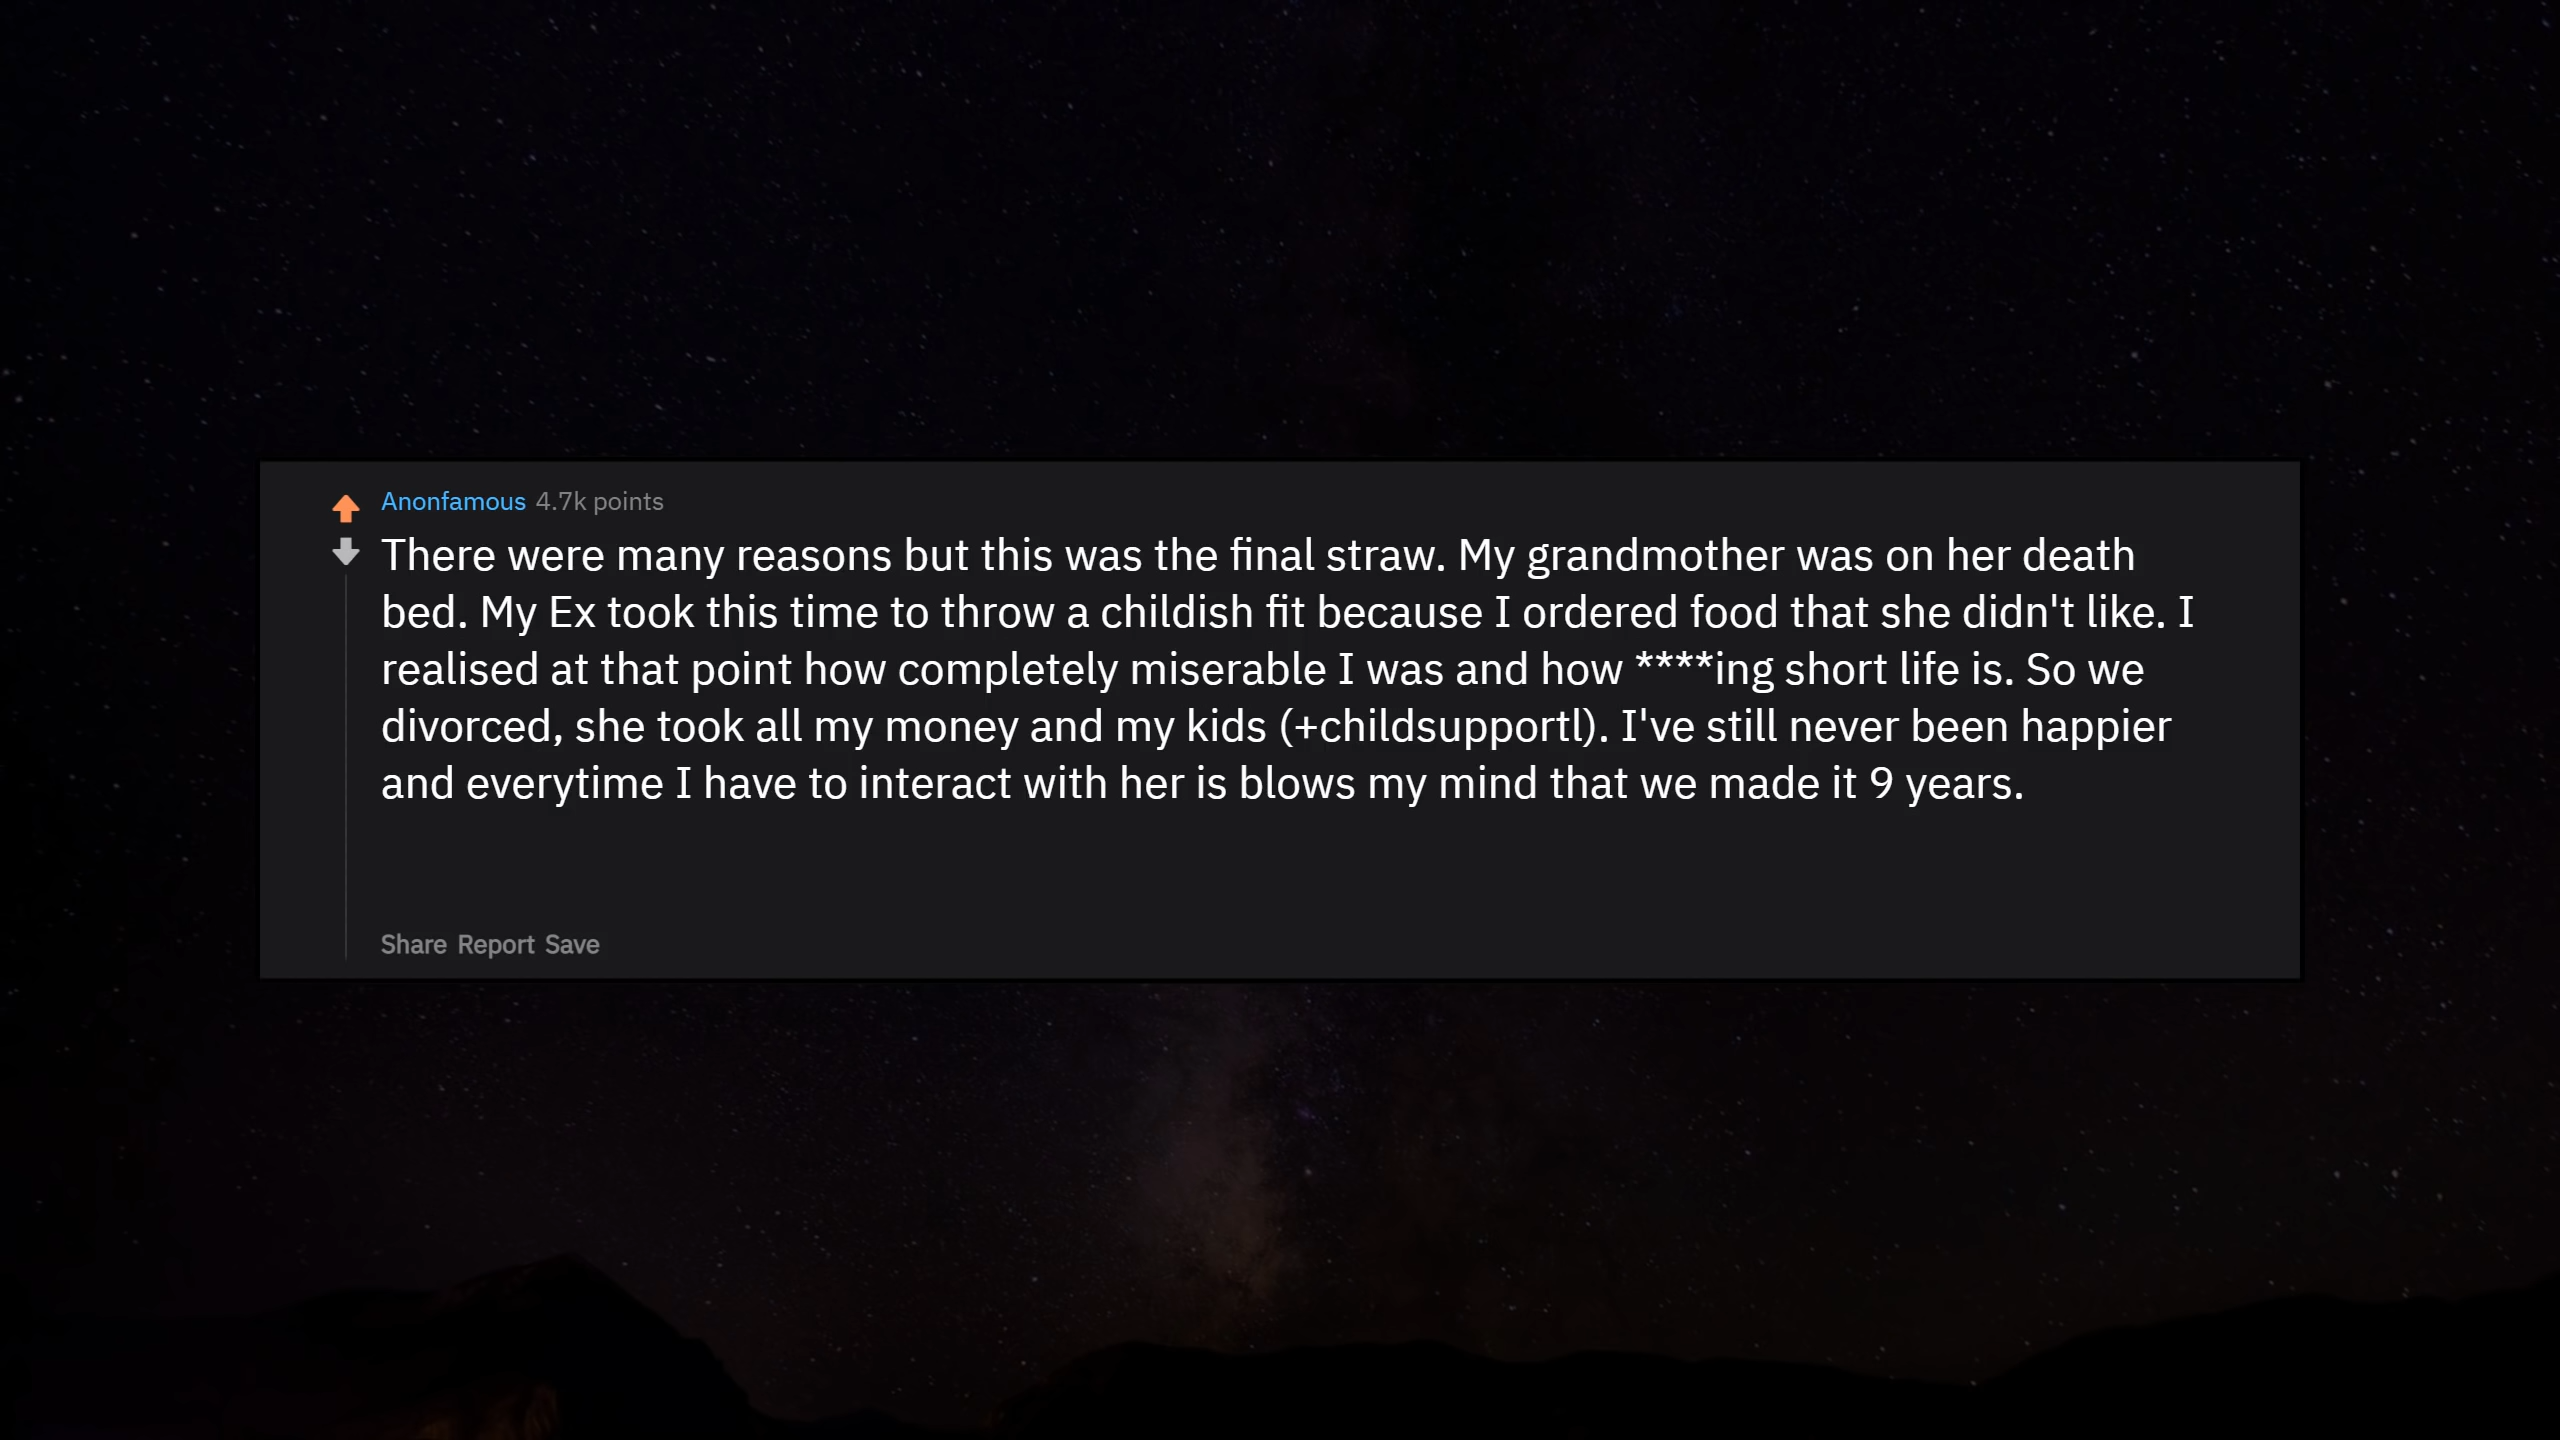 Anonfamous 4.7k points
There were many reasons but this was the final straw. My grandmother was on her death
bed. My Ex took this time to throw a childish fit because I ordered food that she didn't like. I
realised at that point how completely miserable I was and how ****ing short life is. So we
divorced, she took all my money and my kids (+childsupportl). I've still never been happier
and everytime I have to interact with her is blows my mind that we made it 9 years.
Share Report Save